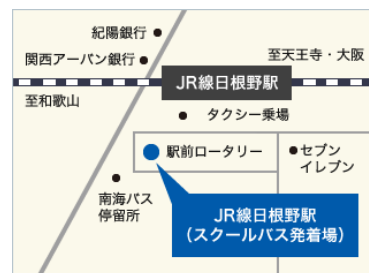 紀陽銀行
関西アーバン銀行
至天王寺・大阪
JR線日根野駅
至和歌山
タクシー乗場
駅前ロータリー
セブン
イレブン
南海バス
停留所
JR線日根野駅
（スクールバス発着場）